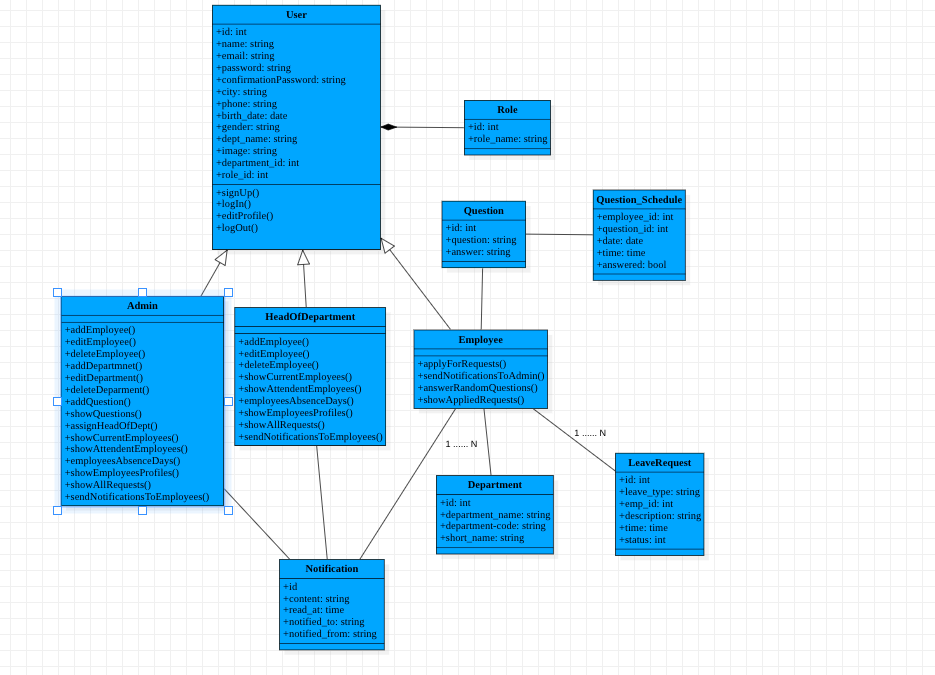 User
+id: int
+name: string
+email: string
+password: string
+confirmationPassword: string
+city: string
+phone: string
+birth_date: date
+gender: string
+dept_name: string
+image: string
+department_id: int
+role_id: int
+signUp()
+logIn()
+editProfile()
+logOut()
Role
+id: int
+role_name: string
Question
+id: int
+question: string
+answer: string
Question_Schedule
+employee_id: int
+question_id: int
+date: date
+time: time
+answered: bool
Admin
+addEmployee()
+editEmployee()
+deleteEmployee()
+addDepartmnet()
+editDepartment()
+deleteDeparment()
+addQuestion()
+showQuestions()
+assignHeadOfDept()
+showCurrentEmployees()
+showAttendentEmployees()
+employeesAbsenceDays()
+showEmployeesProfiles()
+showAllRequests()
+sendNotificationsToEmployees()
HeadOfDepartment
+addEmployee()
+editEmployee()
+deleteEmployee()
+showCurrentEmployees()
+showAttendentEmployees()
+employeesAbsenceDays()
+showEmployeesProfiles()
+showAllRequests()
+sendNotificationsToEmployees()
Employee
+applyForRequests()
+sendNotificationsToAdmin()
+answerRandomQuestions()
+showAppliedRequests()
1 ...... N
1 ...... N
Department
+id: int
+department_name: string
+department-code: string
+short_name: string
LeaveRequest
+id: int
+leave_type: string
+emp_id: int
+description: string
+time: time
+status: int
Notification
+id
+content: string
+read_at: time
+notified_to: string
+notified_from: string